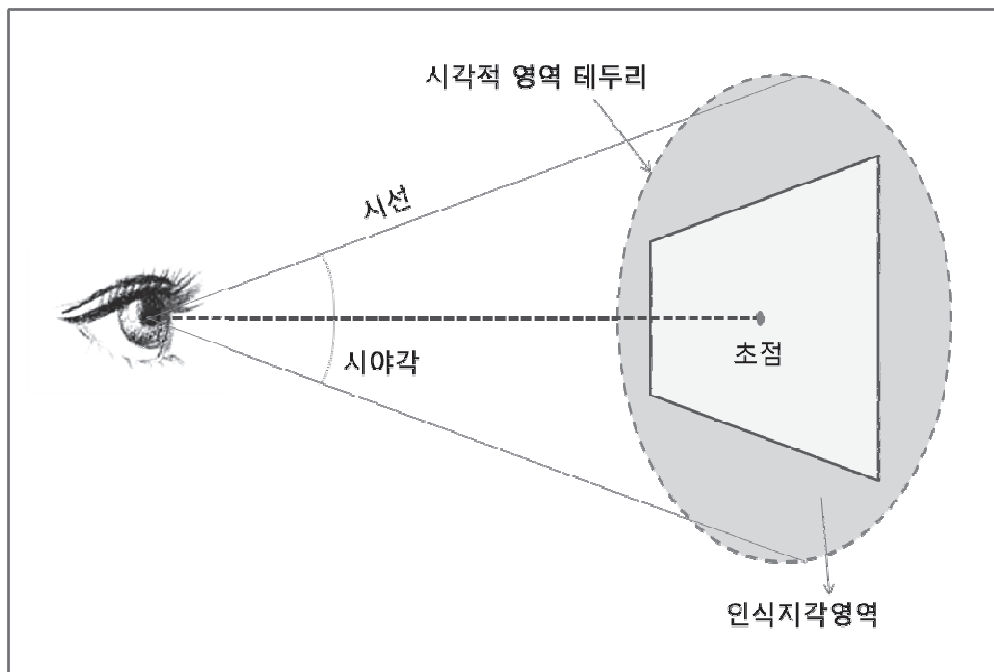 시각적 영역 테두리
시선
시야각
초점
인식지각영역